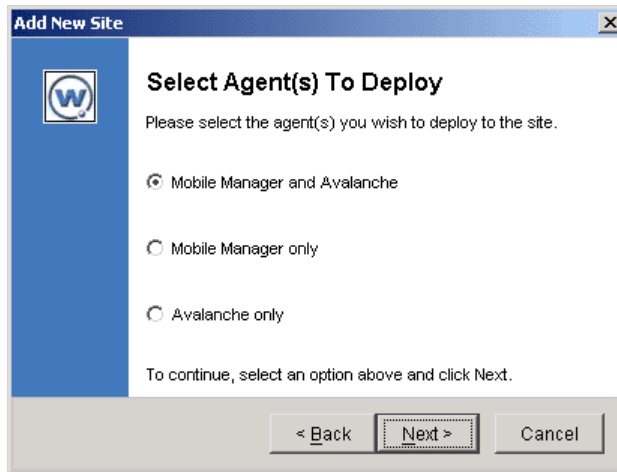 Add New Site
W
Select Agent(s) To Deploy
Please select the agent(s) you wish to deploy to the site.
Mobile Manager and Avalanche
Mobile Manager only
Avalanche only
To continue, select an option above and click Next.
< Back Next > Cancel